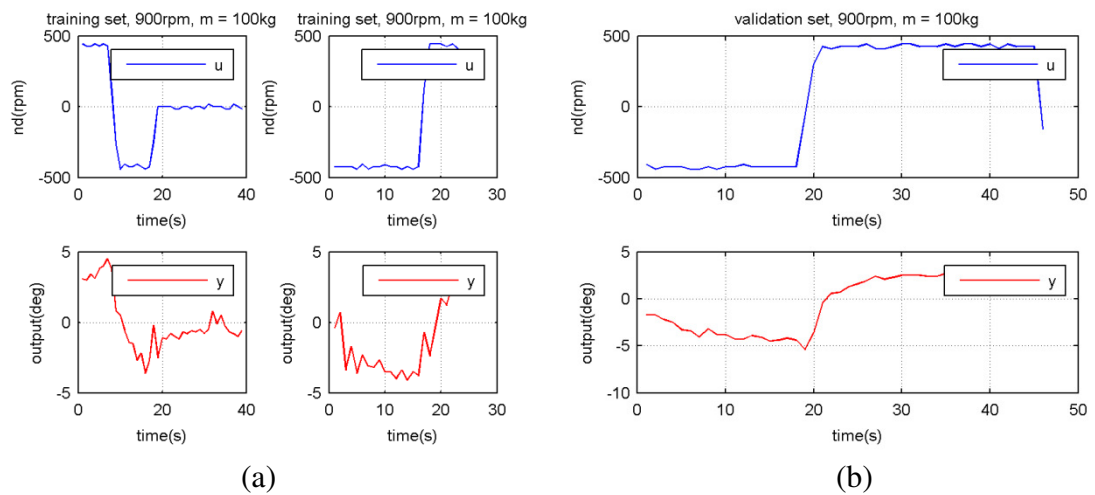 training set, 900rpm, m = 100kg
training set, 900rpm, m = 100kg
validation set, 900rpm, m = 100kg
500
0
-500
nd(rpm)
u
0
20
40
time(s)
500
0
-500
nd(rpm)
u
0
10
20
30
time(s)
500
0
-500
nd(rpm)
u
0
10
20
30
40
50
time(s)
5
0
-5
output(deg)
y
0
20
40
time(s)
5
0
-5
output(deg)
y
0
10
20
30
time(s)
5
0
-5
-10
output(deg)
y
0
10
20
30
40
50
time(s)
(a)
(b)